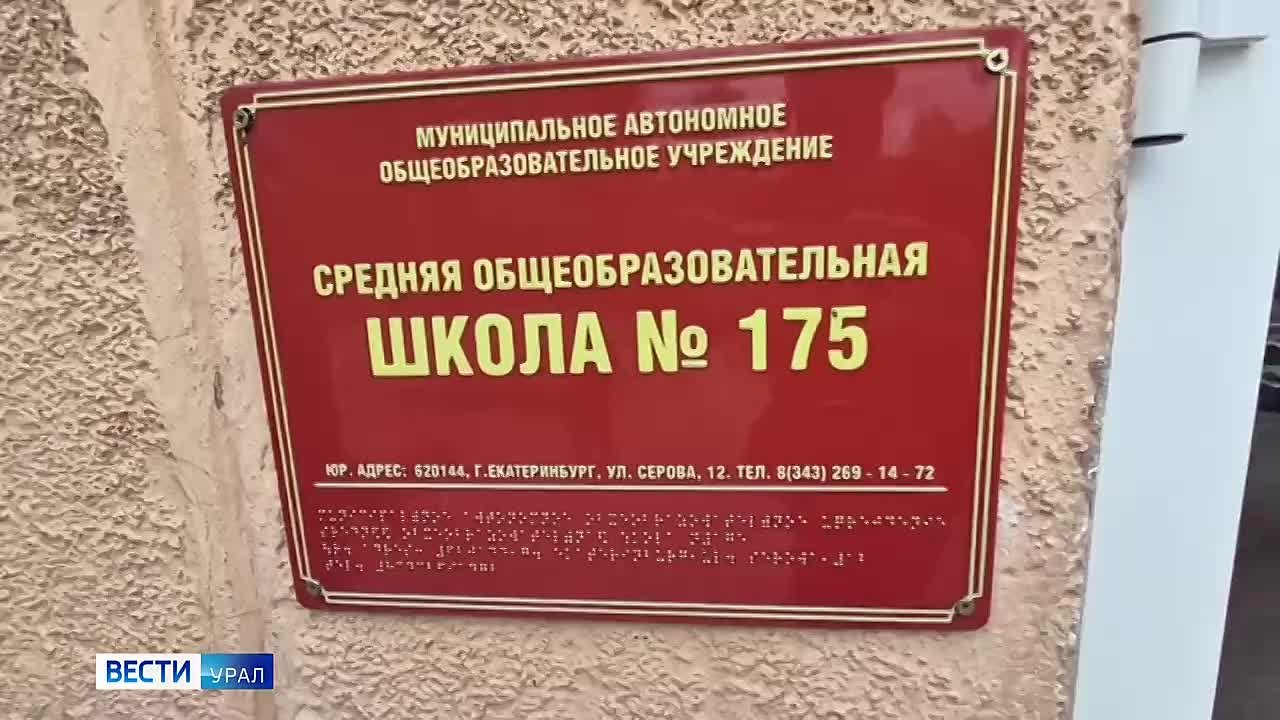 МУНИЦИПАЛЬНОЕ АВТОНОМНОЕ
ОБЩЕОБРАЗОВАТЕЛЬНОЕ УЧРЕЖДЕНИЕ
СРЕДНЯЯ ОБЩЕОБРАЗОВАТЕЛЬНАЯ
ШКОЛА № 175
ЮР. АДРЕС: 620144, Г.ЕКАТЕРИНБУРГ, УЛ. СЕРОВА, 12. ТЕЛ. 8(343) 269 - 14 - 72
ВЕСТИ УРАЛ